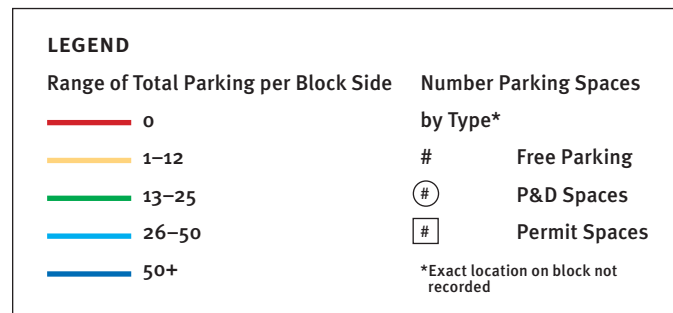 LEGEND
Range of Total Parking per Block Side
0
1–12
13–25
26–50
50+
Number Parking Spaces
by Type*
# Free Parking
# P&D Spaces
# Permit Spaces
*Exact location on block not
recorded